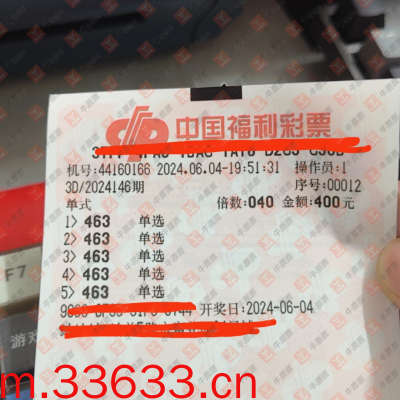 中国福利彩票
机号:44160166 2024.06.04-19:51:31 操作员:1
3D/2024146期 序号:00012
单式 倍数:040 金额:400元
1> 463 单选
2> 463 单选
3> 463 单选
4> 463 单选
5> 463 单选
开奖日:2024-06-04
F7
游戏
m.33633.cn